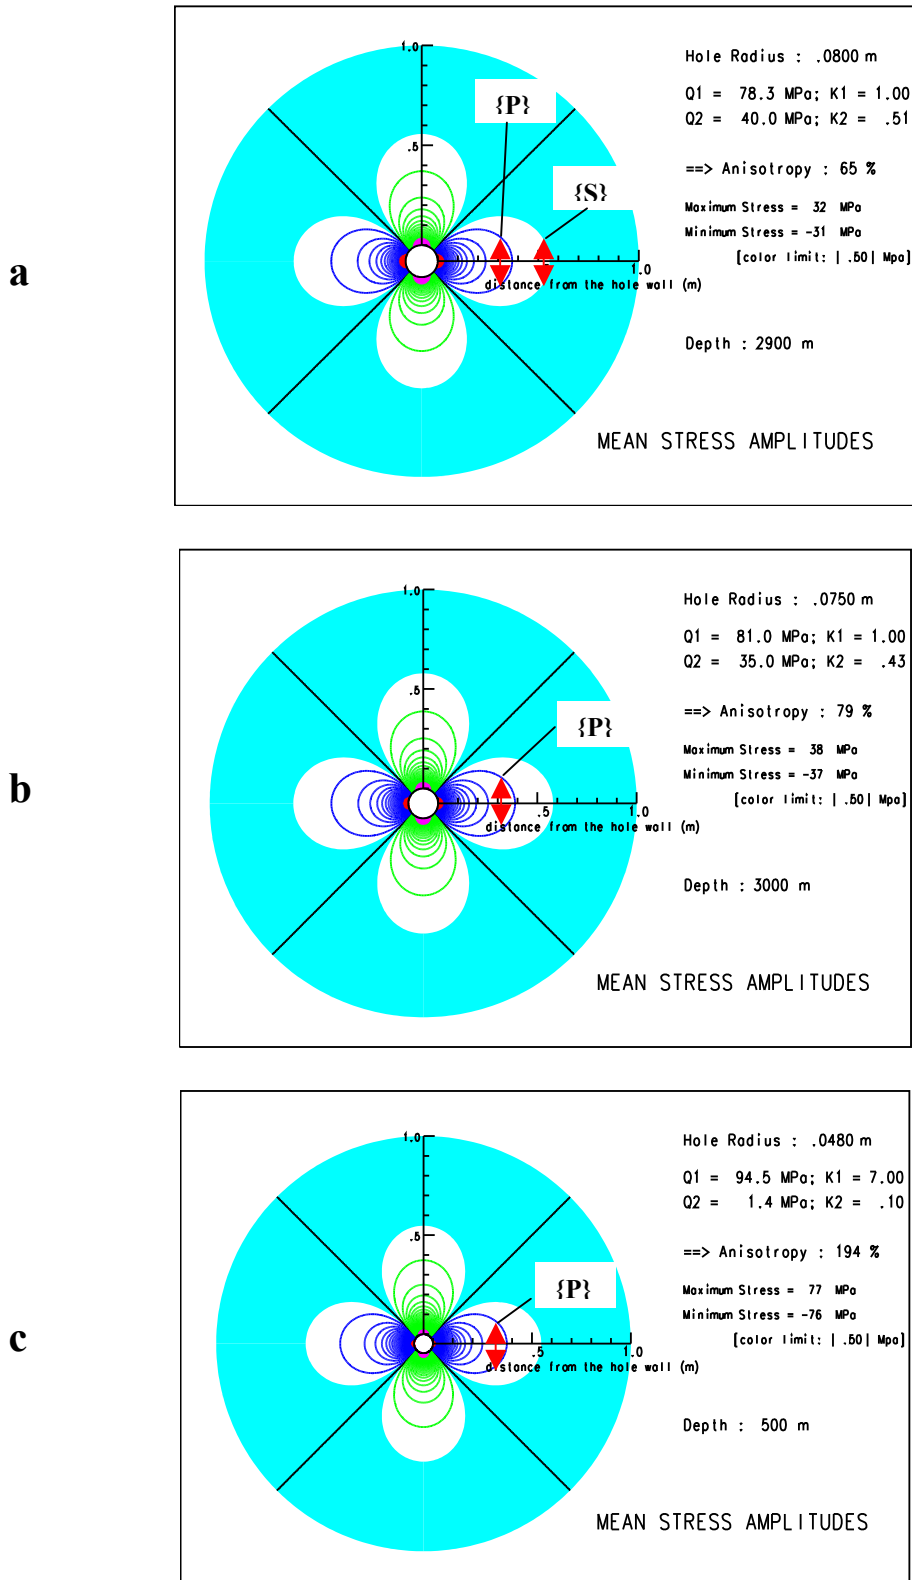 a
1.0
.5
{P}
{S}
.5
1.0
distance from the hole wall (m)
Hole Radius : .0800 m
Q1 = 78.3 MPa; K1 = 1.00
Q2 = 40.0 MPa; K2 = .51
==> Anisotropy : 65 %
Maximum Stress = 32 MPa
Minimum Stress = -31 MPa
[color limit: | .50| Mpa]
Depth : 2900 m
MEAN STRESS AMPLITUDES
b
1.0
.5
{P}
.5
1.0
distance from the hole wall (m)
Hole Radius : .0750 m
Q1 = 81.0 MPa; K1 = 1.00
Q2 = 35.0 MPa; K2 = .43
==> Anisotropy : 79 %
Maximum Stress = 38 MPa
Minimum Stress = -37 MPa
[color limit: | .50| Mpa]
Depth : 3000 m
MEAN STRESS AMPLITUDES
c
1.0
.5
{P}
.5
1.0
distance from the hole wall (m)
Hole Radius : .0480 m
Q1 = 94.5 MPa; K1 = 7.00
Q2 = 1.4 MPa; K2 = .10
==> Anisotropy : 194 %
Maximum Stress = 77 MPa
Minimum Stress = -76 MPa
[color limit: | .50| Mpa]
Depth : 500 m
MEAN STRESS AMPLITUDES